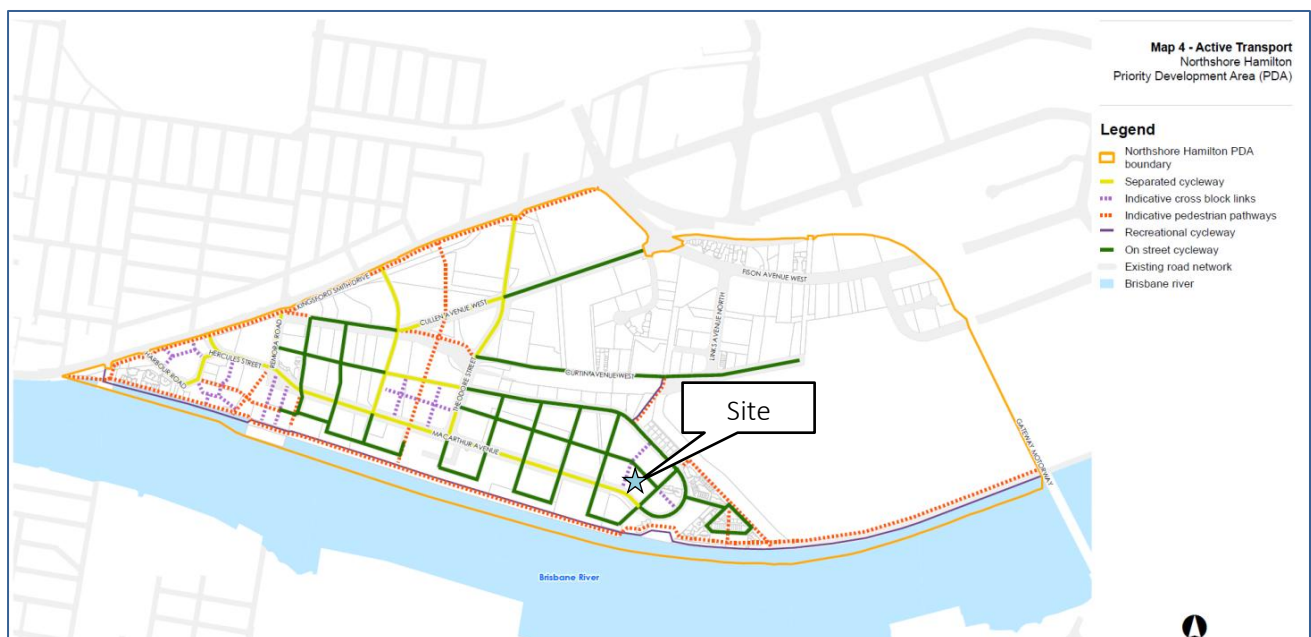 Map 4 - Active Transport
Northshore Hamilton
Priority Development Area (PDA)
Legend
Northshore Hamilton PDA
boundary
Separated cycleway
Indicative cross block links
Indicative pedestrian pathways
Recreational cycleway
On street cycleway
Existing road network
Brisbane river
KINGSFORD SMITH DRIVE
FISON AVENUE WEST
CULLEN AVENUE WEST
LINKS AVENUE NORTH
REMORA ROAD
HERCULES STREET
HARBOUR ROAD
THEODORE STREET
CURTIN AVENUE WEST
Site
MACARTHUR AVENUE
GATEWAY MOTORWAY
Brisbane River